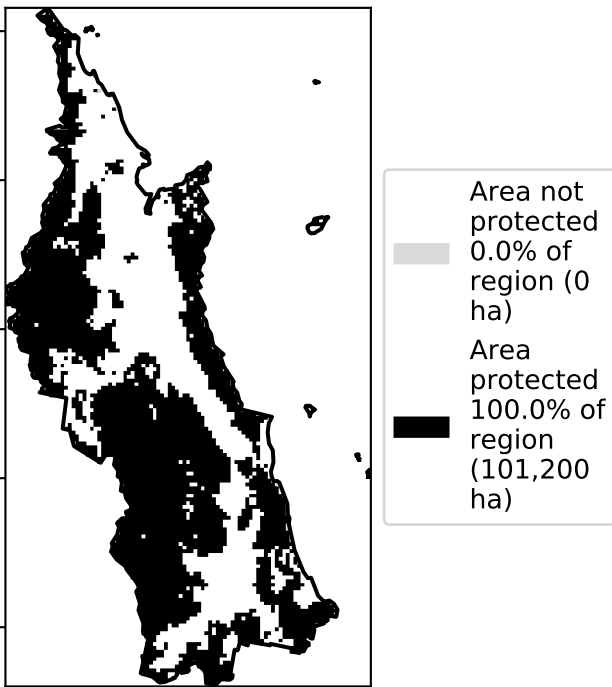 Area not
protected
0.0% of
region (0
ha)
Area
protected
100.0% of
region
(101,200
ha)